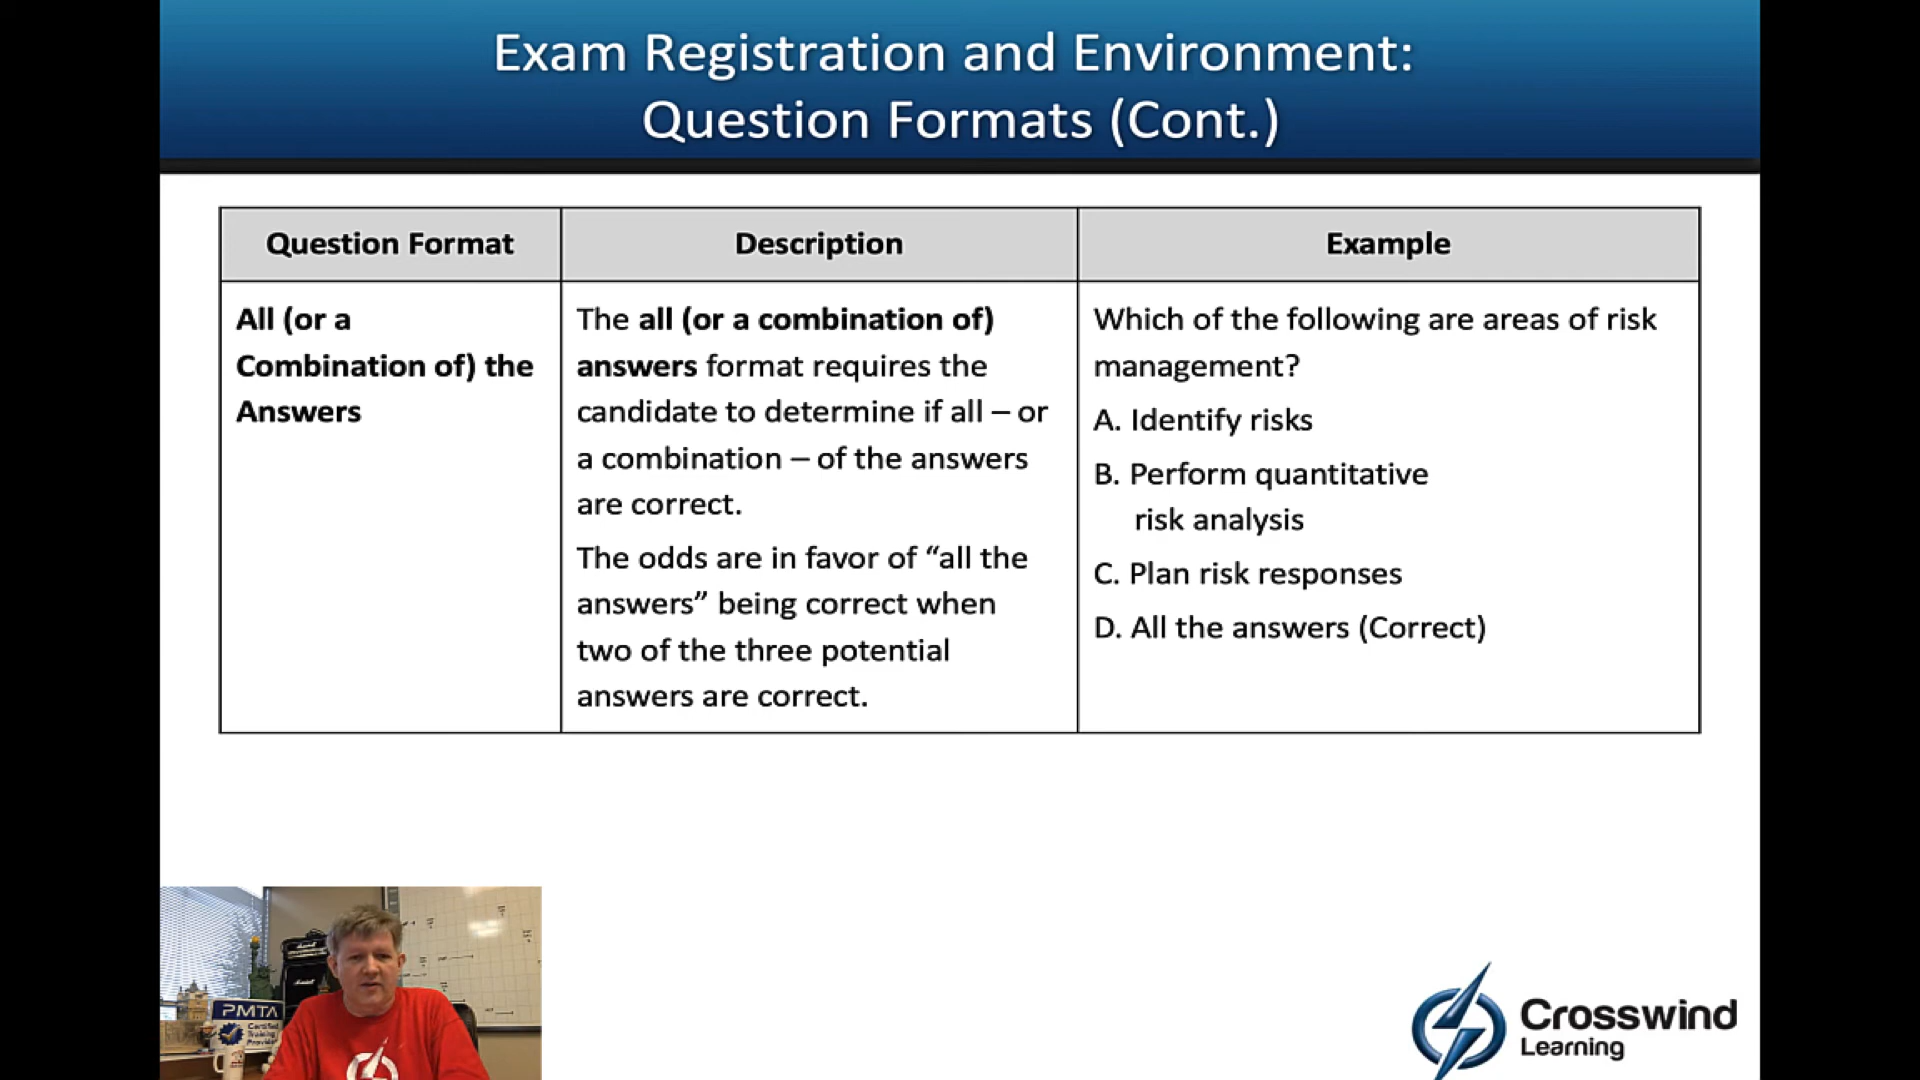 Exam Registration and Environment:
Question Formats (Cont.)
Question Format
Description
Example
All (or a
Combination of) the
Answers
The all (or a combination of)
answers format requires the
candidate to determine if all – or
a combination – of the answers
are correct.
The odds are in favor of “all the
answers” being correct when
two of the three potential
answers are correct.
Which of the following are areas of risk
management?
A. Identify risks
B. Perform quantitative
risk analysis
C. Plan risk responses
D. All the answers (Correct)
PMTA
Certified
Training
Provider
Crosswind
Learning